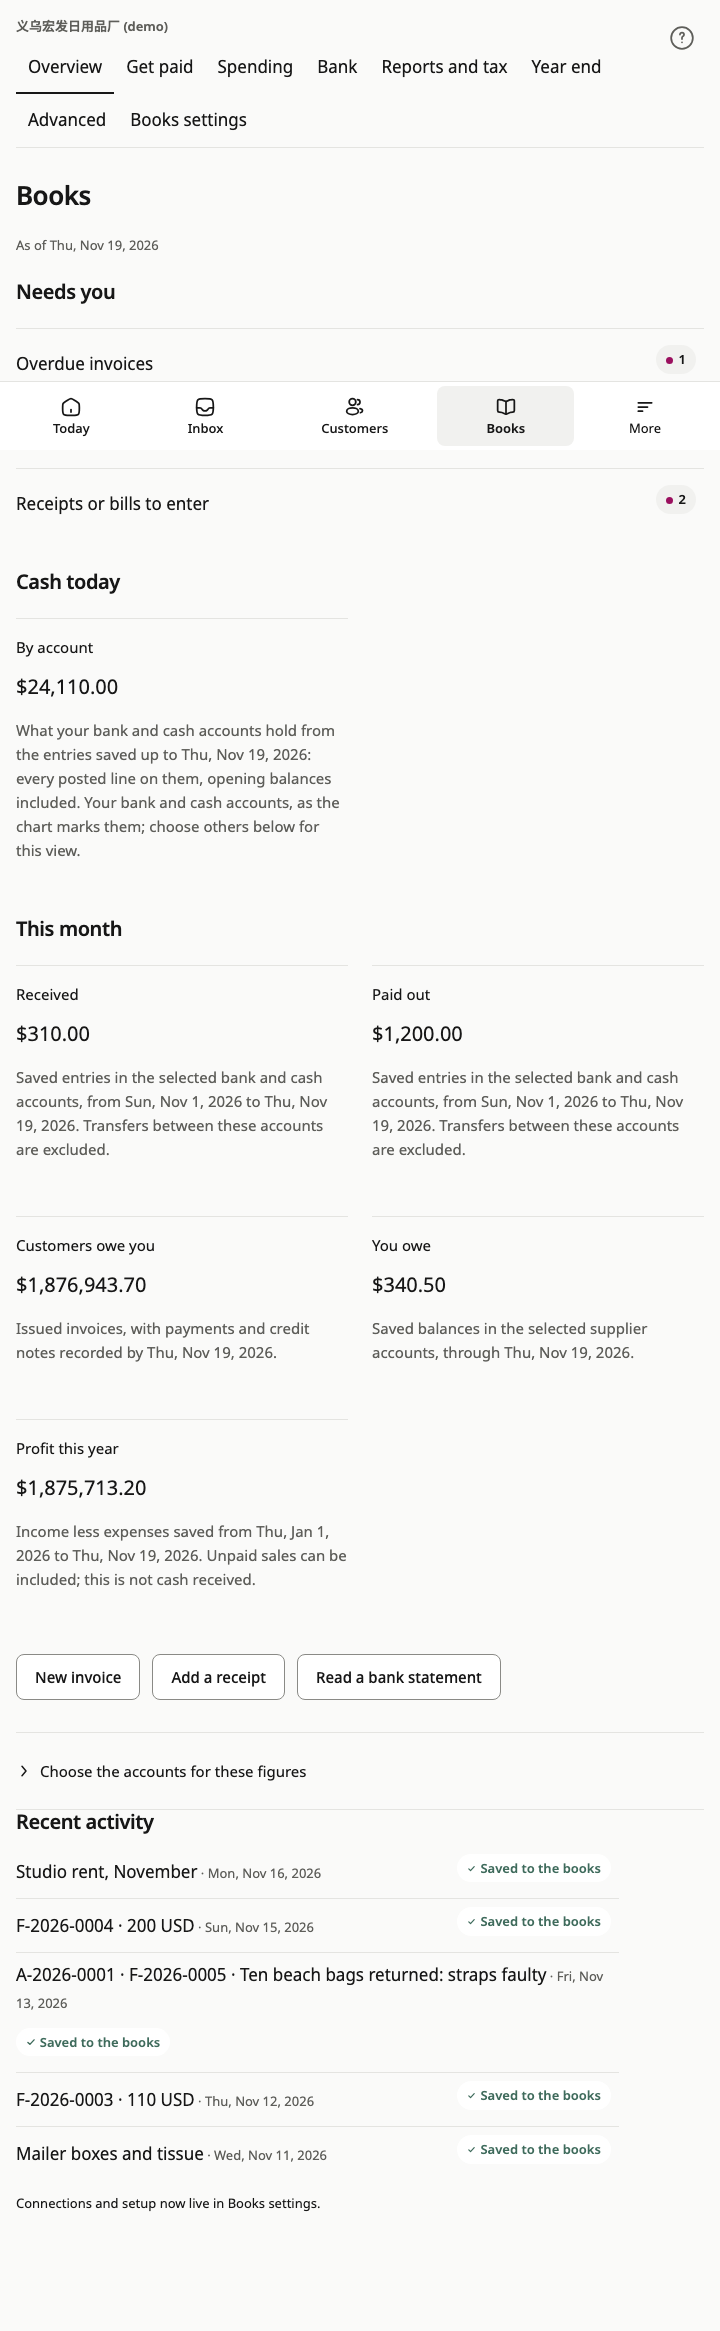 义乌宏发日用品厂 (demo)
Overview Get paid Spending Bank Reports and tax Year end
Advanced Books settings
Books
As of Thu, Nov 19, 2026
Needs you
Overdue invoices 1
Today Inbox Customers Books More
Receipts or bills to enter 2
Cash today
By account
$24,110.00
What your bank and cash accounts hold from
the entries saved up to Thu, Nov 19, 2026:
every posted line on them, opening balances
included. Your bank and cash accounts, as the
chart marks them; choose others below for
this view.
This month
Received
$310.00
Saved entries in the selected bank and cash
accounts, from Sun, Nov 1, 2026 to Thu, Nov
19, 2026. Transfers between these accounts
are excluded.
Paid out
$1,200.00
Saved entries in the selected bank and cash
accounts, from Sun, Nov 1, 2026 to Thu, Nov
19, 2026. Transfers between these accounts
are excluded.
Customers owe you
$1,876,943.70
Issued invoices, with payments and credit
notes recorded by Thu, Nov 19, 2026.
You owe
$340.50
Saved balances in the selected supplier
accounts, through Thu, Nov 19, 2026.
Profit this year
$1,875,713.20
Income less expenses saved from Thu, Jan 1,
2026 to Thu, Nov 19, 2026. Unpaid sales can be
included; this is not cash received.
New invoice Add a receipt Read a bank statement
Choose the accounts for these figures
Recent activity
Studio rent, November · Mon, Nov 16, 2026 ✓ Saved to the books
F-2026-0004 · 200 USD · Sun, Nov 15, 2026 ✓ Saved to the books
A-2026-0001 · F-2026-0005 · Ten beach bags returned: straps faulty · Fri, Nov
13, 2026
✓ Saved to the books
F-2026-0003 · 110 USD · Thu, Nov 12, 2026 ✓ Saved to the books
Mailer boxes and tissue · Wed, Nov 11, 2026 ✓ Saved to the books
Connections and setup now live in Books settings.